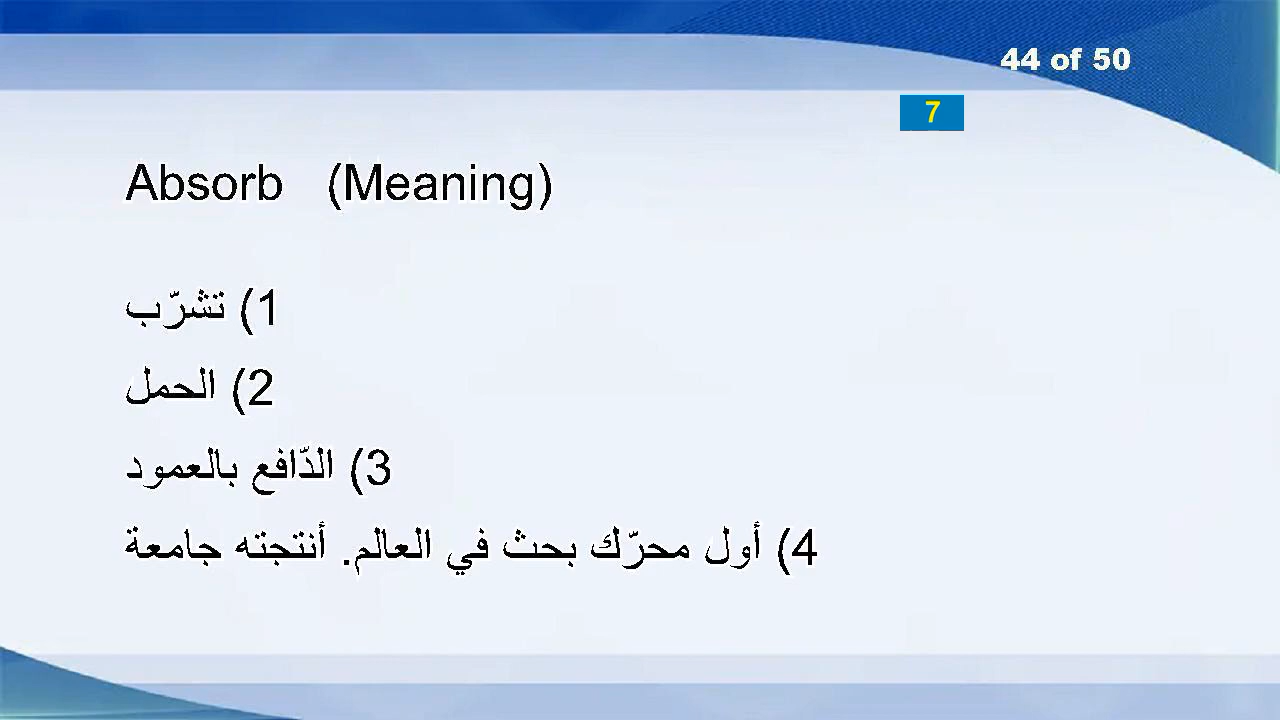 44 of 50
7
Absorb (Meaning)
1) تشرّب
2) الحمل
3) الدّافع بالعمود
4) أول محرّك بحث في العالم. أنتجته جامعة